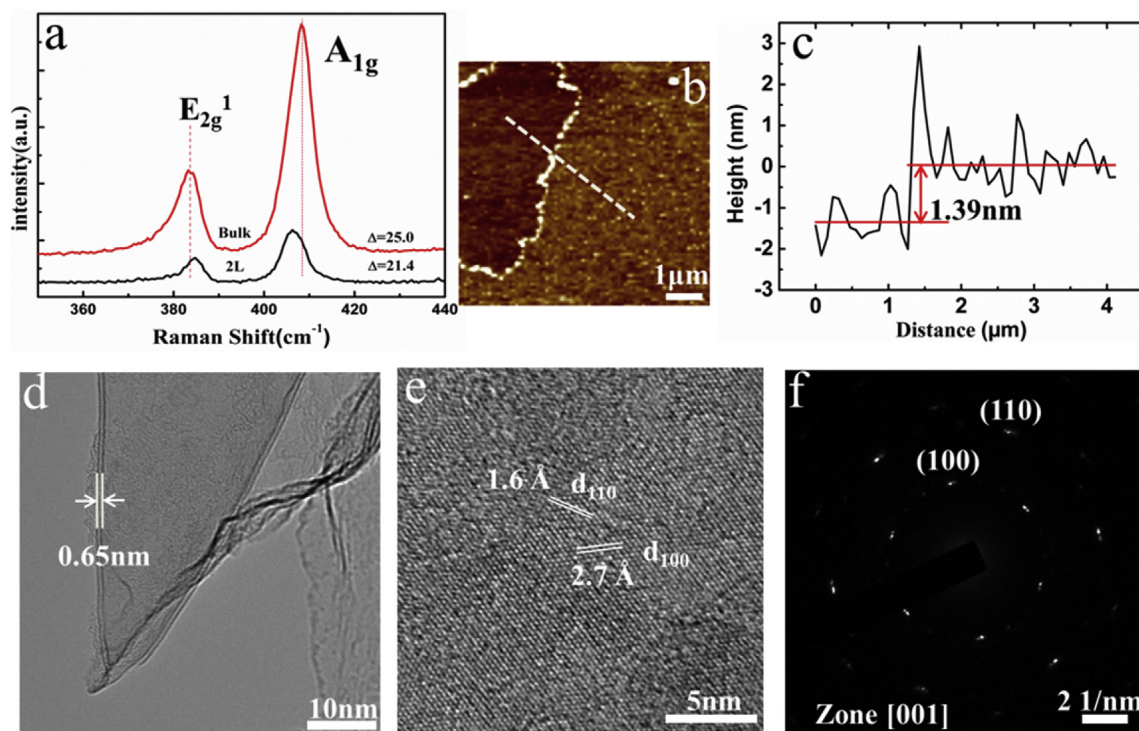 a
intensity(a.u.)
E2g1
A1g
Bulk
Δ=25.0
2L
Δ=21.4
360
380
400
420
440
Raman Shift(cm-1)
b
1μm
c
Height (nm)
3
2
1
0
-1
-2
-3
1.39nm
0
1
2
3
4
Distance (μm)
d
0.65nm
10nm
e
1.6 Å
d110
d100
2.7 Å
5nm
f
(110)
(100)
Zone [001]
2 1/nm